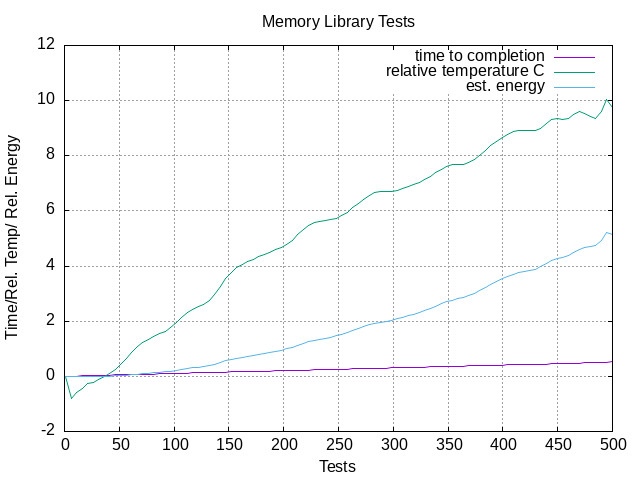 Memory Library Tests
12
10
8
6
4
2
0
-2
Time/Rel. Temp/ Rel. Energy
time to completion
relative temperature C
est. energy
0 50 100 150 200 250 300 350 400 450 500
Tests